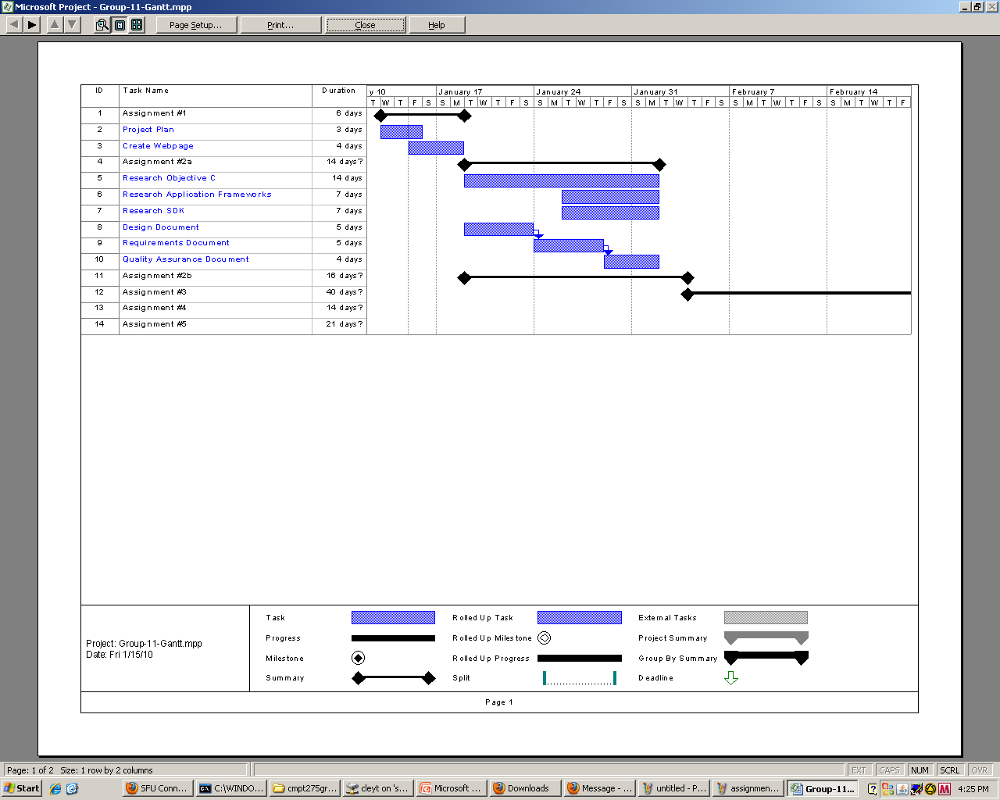 Microsoft Project - Group-11-Gantt.mpp
Page Setup... Print... Close Help
ID Task Name Duration y 10 January 17 January 24 January 31 February 7 February 14
T W T F S S M T W T F S S M T W T F S S M T W T F S S M T W T F S S M T W T F
1 Assignment #1 6 days
2 Project Plan 3 days
3 Create Webpage 4 days
4 Assignment #2a 14 days?
5 Research Objective C 14 days
6 Research Application Frameworks 7 days
7 Research SDK 7 days
8 Design Document 5 days
9 Requirements Document 5 days
10 Quality Assurance Document 4 days
11 Assignment #2b 16 days?
12 Assignment #3 40 days?
13 Assignment #4 14 days?
14 Assignment #5 21 days?
Project: Group-11-Gantt.mpp
Date: Fri 1/15/10
Task Rolled Up Task External Tasks
Progress Rolled Up Milestone Project Summary
Milestone Rolled Up Progress Group By Summary
Summary Split Deadline
Page 1
Page: 1 of 2 Size: 1 row by 2 columns EXT CAPS NUM SCRL OVR
Start SFU Conn... C:\WINDO... cmpt275gr... cleyt on 's... Microsoft ... Downloads Message - ... untitled - P... assignmen... Group-11... 4:25 PM